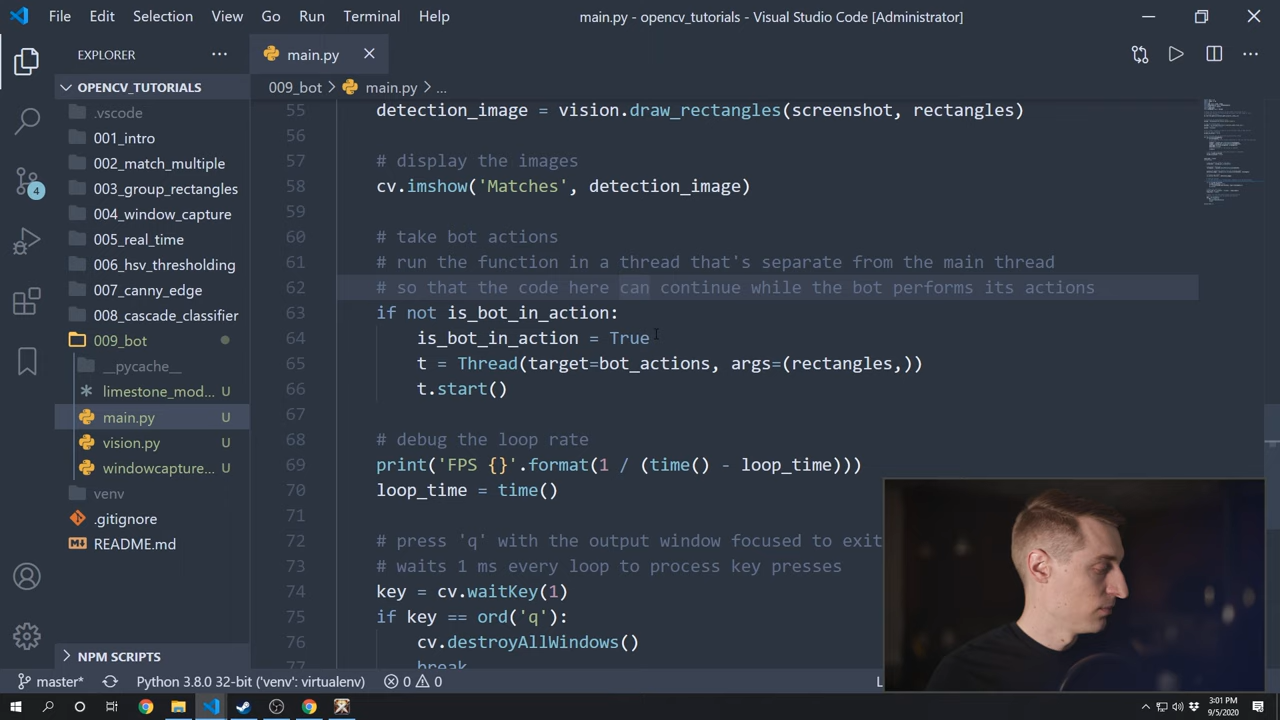 File Edit Selection View Go Run Terminal Help
main.py - opencv_tutorials - Visual Studio Code [Administrator]
EXPLORER ...
main.py
OPENCV_TUTORIALS
009_bot > main.py > ...
.vscode
001_intro
002_match_multiple
003_group_rectangles
004_window_capture
005_real_time
006_hsv_thresholding
007_canny_edge
008_cascade_classifier
009_bot
__pycache__
limestone_mod... U
main.py U
vision.py U
windowcapture... U
venv
.gitignore
README.md
NPM SCRIPTS
4
55 detection_image = vision.draw_rectangles(screenshot, rectangles)
56
57 # display the images
58 cv.imshow('Matches', detection_image)
59
60 # take bot actions
61 # run the function in a thread that's separate from the main thread
62 # so that the code here can continue while the bot performs its actions
63 if not is_bot_in_action:
64 is_bot_in_action = True
65 t = Thread(target=bot_actions, args=(rectangles,))
66 t.start()
67
68 # debug the loop rate
69 print('FPS {}'.format(1 / (time() - loop_time)))
70 loop_time = time()
71
72 # press 'q' with the output window focused to exit
73 # waits 1 ms every loop to process key presses
74 key = cv.waitKey(1)
75 if key == ord('q'):
76 cv.destroyAllWindows()
77 break
master* Python 3.8.0 32-bit ('venv': virtualenv) 0 0 L
3:01 PM
9/5/2020